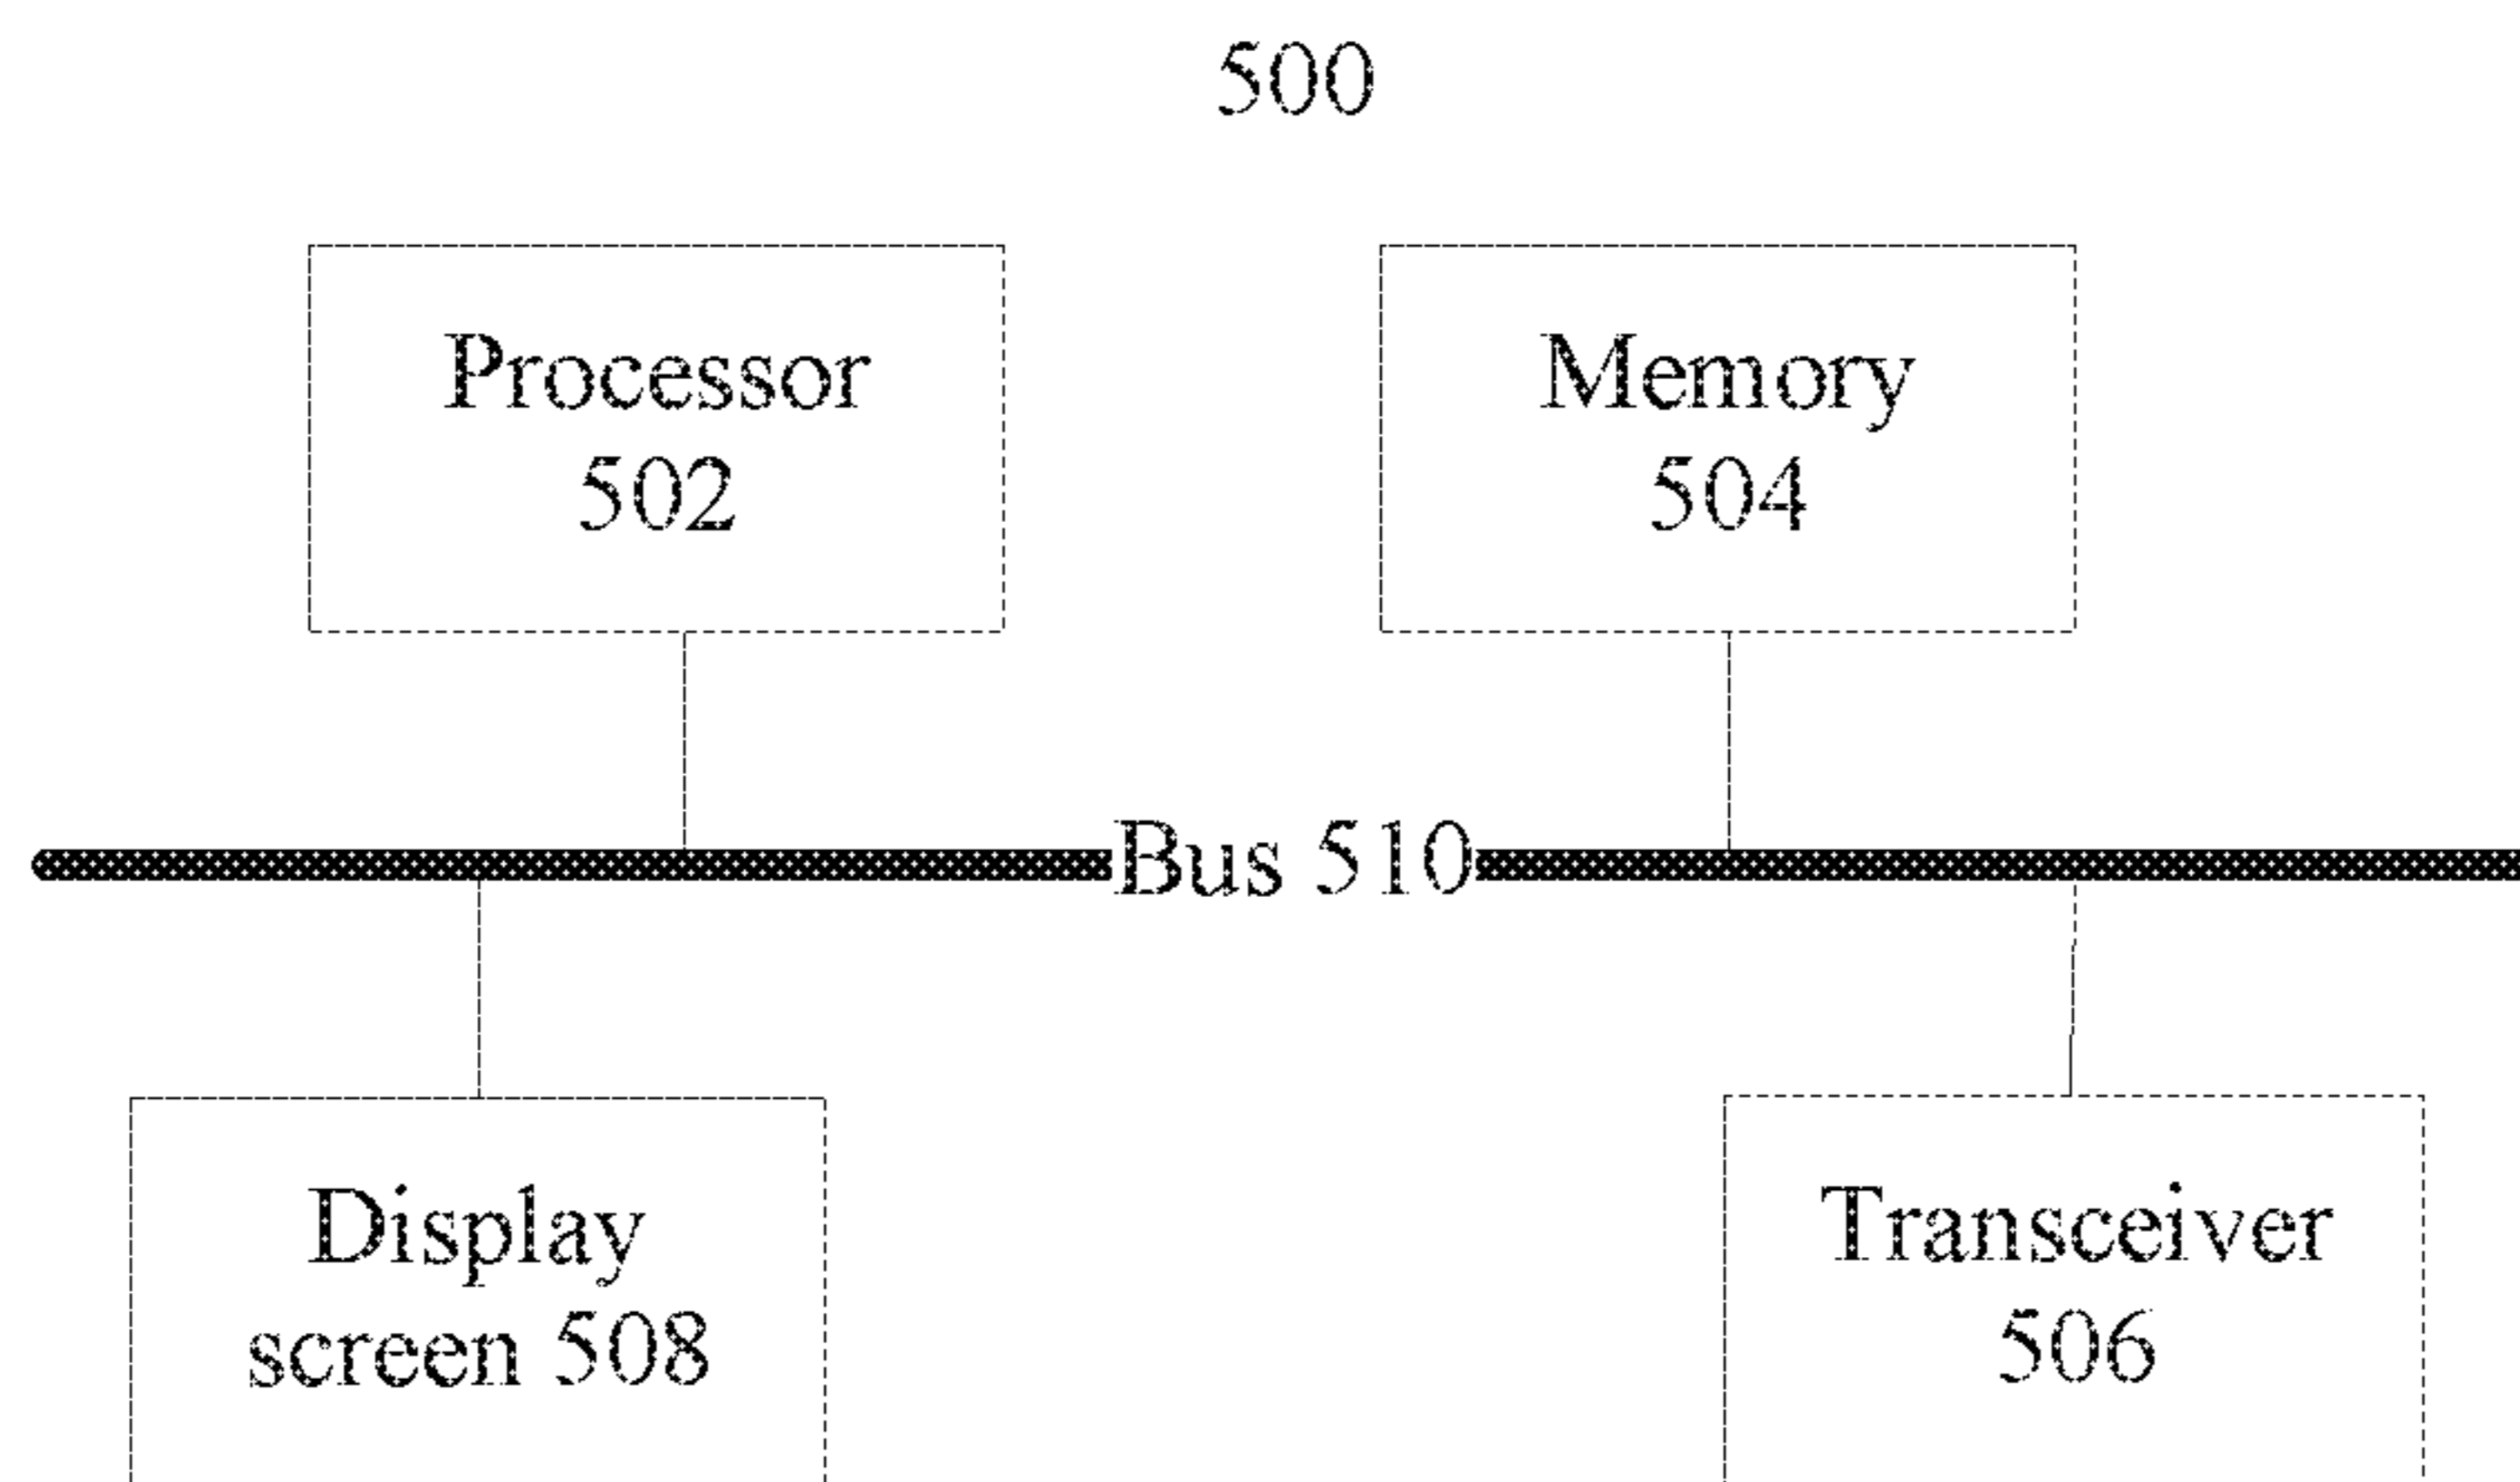 500
Processor
502
Memory
504
Bus 510
Display
screen 508
Transceiver
506